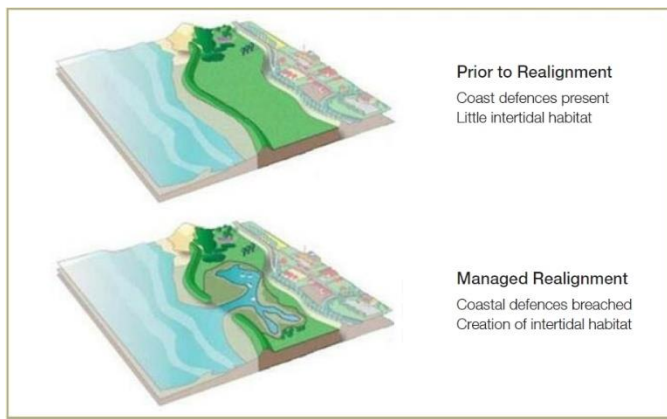 Prior to Realignment
Coast defences present
Little intertidal habitat
Managed Realignment
Coastal defences breached
Creation of intertidal habitat